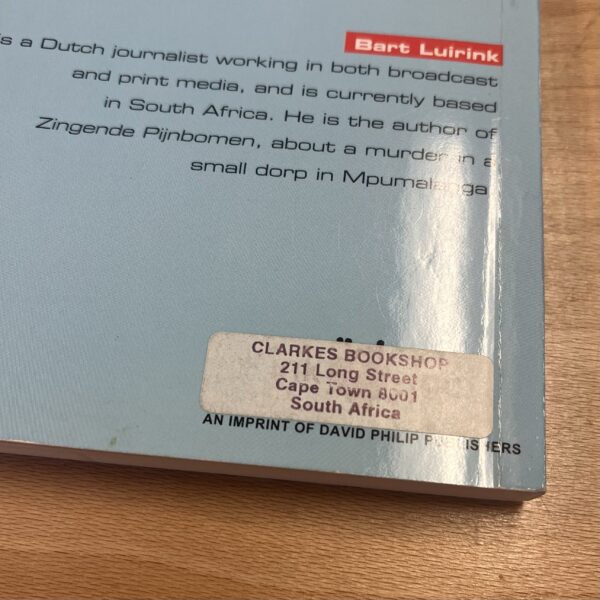 Bart Luirink
is a Dutch journalist working in both broadcast
and print media, and is currently based
in South Africa. He is the author of
Zingende Pijnbomen, about a murder in a
small dorp in Mpumalanga
CLARKES BOOKSHOP
211 Long Street
Cape Town 8001
South Africa
AN IMPRINT OF DAVID PHILIP PUBLISHERS